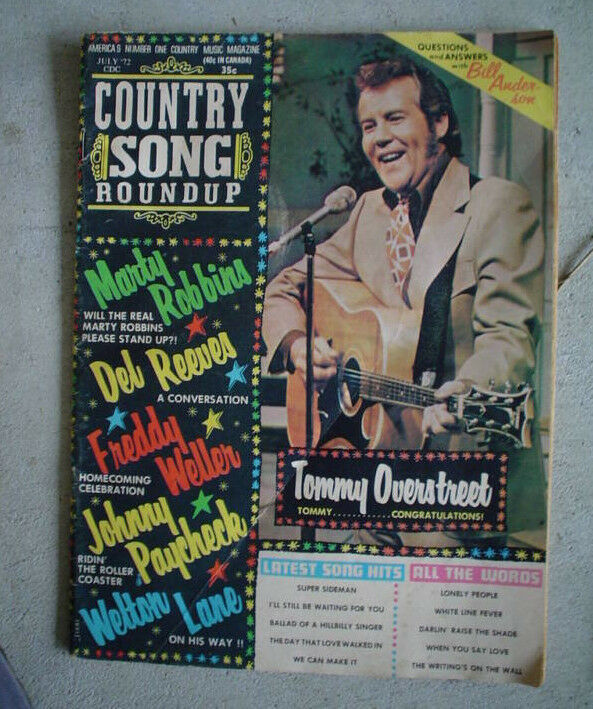 AMERICA'S NUMBER ONE COUNTRY MUSIC MAGAZINE
JULY '72
CDC
(40¢ IN CANADA)
35¢
COUNTRY
SONG
ROUNDUP
QUESTIONS
and ANSWERS
with
Bill Ander-
son
Marty
Robbins
WILL THE REAL
MARTY ROBBINS
PLEASE STAND UP?!
Del Reeves
A CONVERSATION
Freddy
Weller
HOMECOMING
CELEBRATION
Johnny
Paycheck
RIDIN'
THE ROLLER
COASTER
Welton Lane
ON HIS WAY !!
Tommy Overstreet
TOMMY............CONGRATULATIONS!
LATEST SONG HITS
SUPER SIDEMAN
I'LL STILL BE WAITING FOR YOU
BALLAD OF A HILLBILLY SINGER
THE DAY THAT LOVE WALKED IN
WE CAN MAKE IT
ALL THE WORDS
LONELY PEOPLE
WHITE LINE FEVER
DARLIN' RAISE THE SHADE
WHEN YOU SAY LOVE
THE WRITING'S ON THE WALL